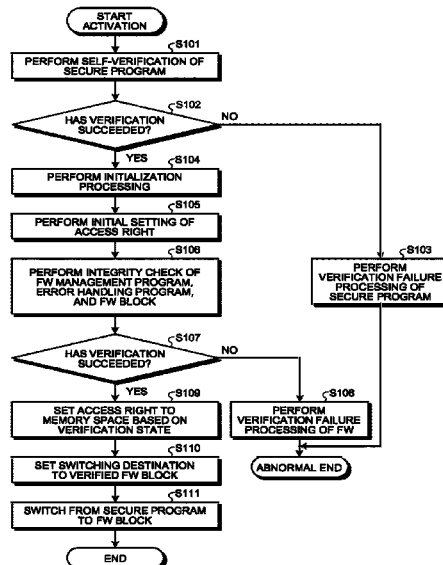 START
ACTIVATION
S101
PERFORM SELF-VERIFICATION OF
SECURE PROGRAM
S102
HAS VERIFICATION
SUCCEEDED?
NO
YES
S104
PERFORM INITIALIZATION
PROCESSING
S105
PERFORM INITIAL SETTING OF
ACCESS RIGHT
S106
PERFORM INTEGRITY CHECK OF
FW MANAGEMENT PROGRAM,
ERROR HANDLING PROGRAM,
AND FW BLOCK
S103
PERFORM
VERIFICATION FAILURE
PROCESSING OF
SECURE PROGRAM
S107
HAS VERIFICATION
SUCCEEDED?
NO
YES
S109
SET ACCESS RIGHT TO
MEMORY SPACE BASED ON
VERIFICATION STATE
S108
PERFORM
VERIFICATION FAILURE
PROCESSING OF FW
S110
SET SWITCHING DESTINATION
TO VERIFIED FW BLOCK
ABNORMAL END
S111
SWITCH FROM SECURE PROGRAM
TO FW BLOCK
END